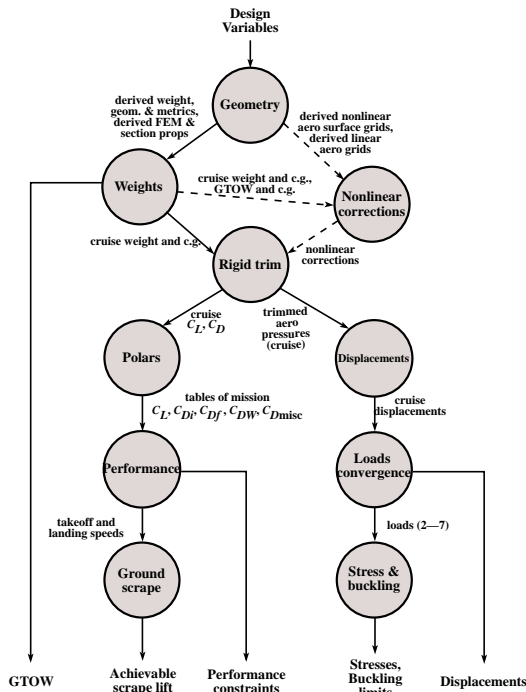 Design
Variables
Geometry
derived weight,
geom. & metrics,
derived FEM &
section props
derived nonlinear
aero surface grids,
derived linear
aero grids
Weights
cruise weight and c.g.,
GTOW and c.g.
Nonlinear
corrections
cruise weight and c.g.
Rigid trim
nonlinear
corrections
cruise
C_L, C_D
trimmed
aero
pressures
(cruise)
Polars
Displacements
tables of mission
C_L, C_Di, C_Df, C_DW, C_Dmisc
cruise
displacements
Performance
Loads
convergence
takeoff and
landing speeds
loads (2—7)
Ground
scrape
Stress &
buckling
GTOW
Achievable
scrape lift
Performance
constraints
Stresses,
Buckling
limits
Displacements